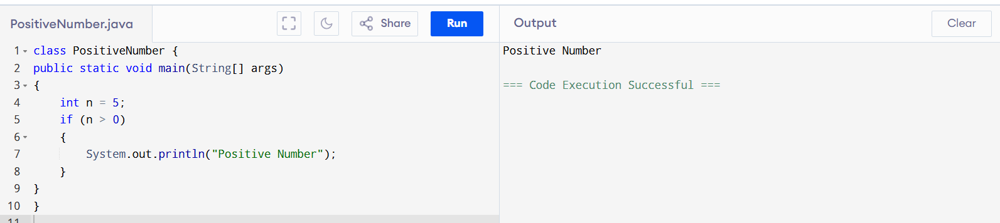 PositiveNumber.java
Share
Run
Output
Clear
1 class PositiveNumber {
2 public static void main(String[] args)
3 {
4     int n = 5;
5     if (n > 0)
6     {
7         System.out.println("Positive Number");
8     }
9 }
10 }
11
Positive Number
=== Code Execution Successful ===